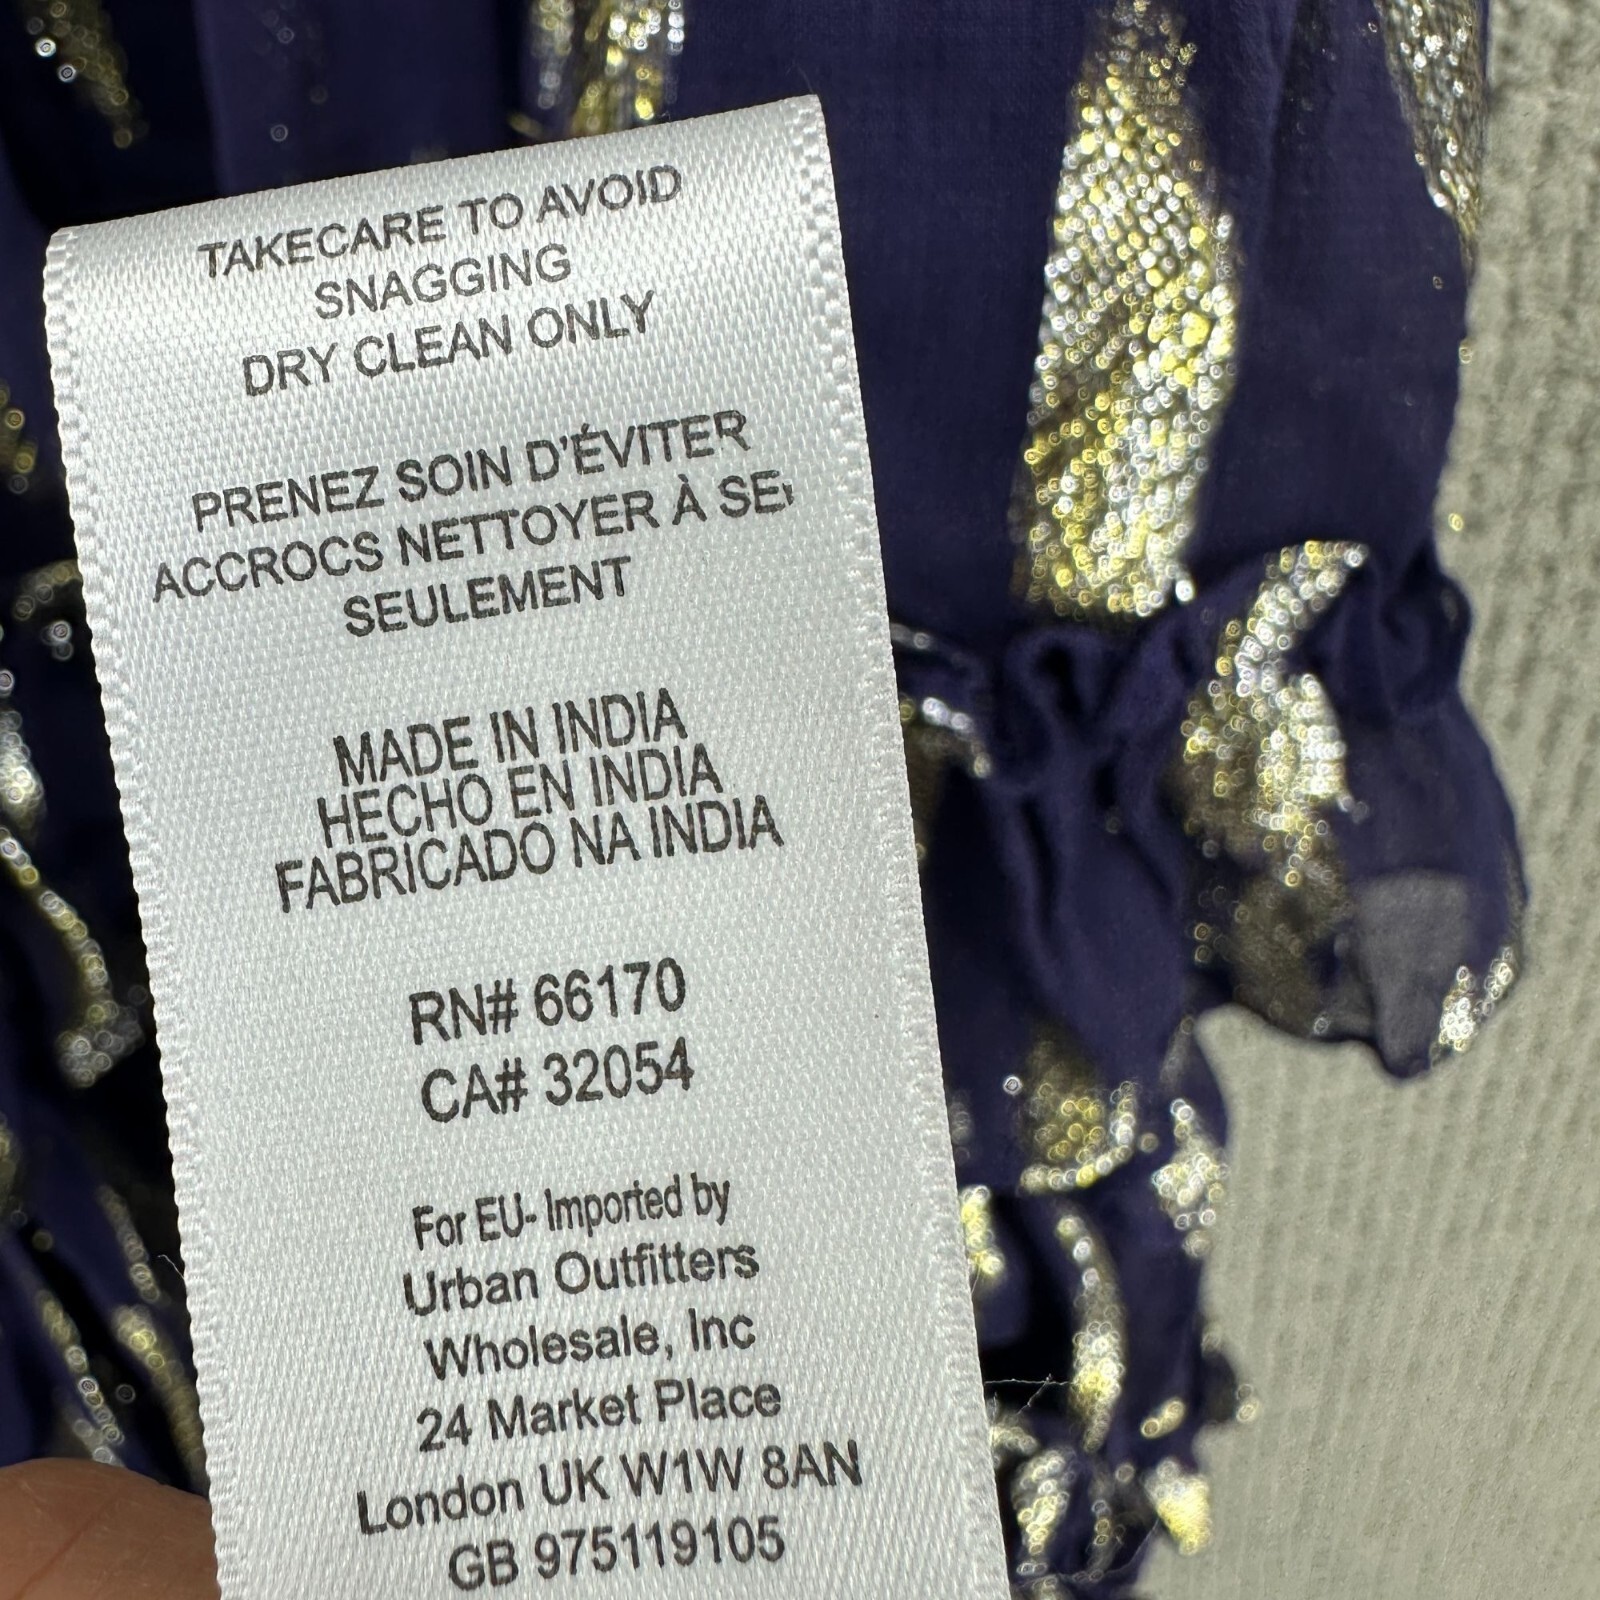 TAKECARE TO AVOID
SNAGGING
DRY CLEAN ONLY
PRENEZ SOIN D'ÉVITER
ACCROCS NETTOYER À
SEULEMENT
MADE IN INDIA
HECHO EN INDIA
FABRICADO NA INDIA
RN# 66170
CA# 32054
For EU- Imported by
Urban Outfitters
Wholesale, Inc
24 Market Place
London UK W1W 8AN
GB 975119105